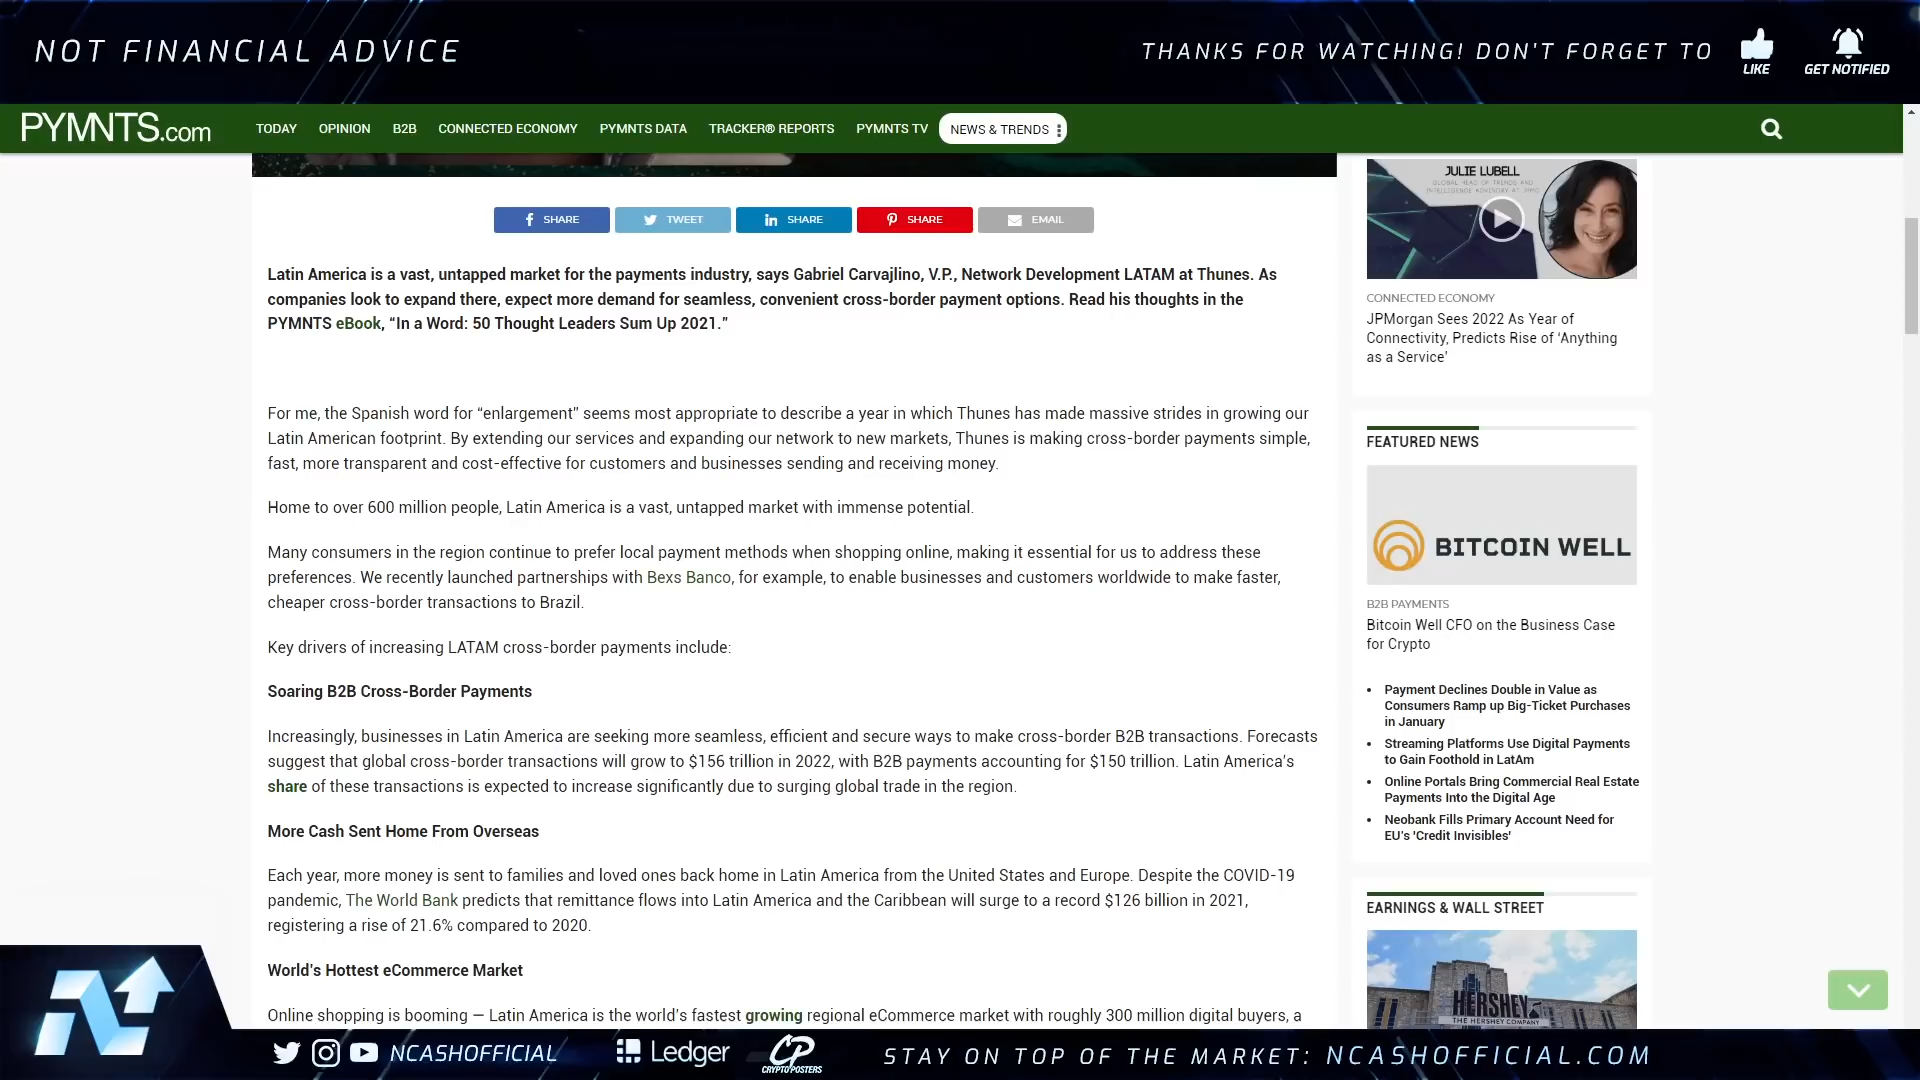 NOT FINANCIAL ADVICE
THANKS FOR WATCHING! DON'T FORGET TO
LIKE
GET NOTIFIED
PYMNTS.com
TODAY
OPINION
B2B
CONNECTED ECONOMY
PYMNTS DATA
TRACKER® REPORTS
PYMNTS TV
NEWS & TRENDS
SHARE
TWEET
SHARE
SHARE
EMAIL
Latin America is a vast, untapped market for the payments industry, says Gabriel Carvajlino, V.P., Network Development LATAM at Thunes. As
companies look to expand there, expect more demand for seamless, convenient cross-border payment options. Read his thoughts in the
PYMNTS eBook, “In a Word: 50 Thought Leaders Sum Up 2021.”
For me, the Spanish word for “enlargement” seems most appropriate to describe a year in which Thunes has made massive strides in growing our
Latin American footprint. By extending our services and expanding our network to new markets, Thunes is making cross-border payments simple,
fast, more transparent and cost-effective for customers and businesses sending and receiving money.
Home to over 600 million people, Latin America is a vast, untapped market with immense potential.
Many consumers in the region continue to prefer local payment methods when shopping online, making it essential for us to address these
preferences. We recently launched partnerships with Bexs Banco, for example, to enable businesses and customers worldwide to make faster,
cheaper cross-border transactions to Brazil.
Key drivers of increasing LATAM cross-border payments include:
Soaring B2B Cross-Border Payments
Increasingly, businesses in Latin America are seeking more seamless, efficient and secure ways to make cross-border B2B transactions. Forecasts
suggest that global cross-border transactions will grow to $156 trillion in 2022, with B2B payments accounting for $150 trillion. Latin America’s
share of these transactions is expected to increase significantly due to surging global trade in the region.
More Cash Sent Home From Overseas
Each year, more money is sent to families and loved ones back home in Latin America from the United States and Europe. Despite the COVID-19
pandemic, The World Bank predicts that remittance flows into Latin America and the Caribbean will surge to a record $126 billion in 2021,
registering a rise of 21.6% compared to 2020.
World’s Hottest eCommerce Market
Online shopping is booming — Latin America is the world’s fastest growing regional eCommerce market with roughly 300 million digital buyers, a
JULIE LUBELL
GLOBAL HEAD OF TRENDS AND
INTELLIGENCE ADVISORY AT JPMC
CONNECTED ECONOMY
JPMorgan Sees 2022 As Year of
Connectivity, Predicts Rise of ‘Anything
as a Service’
FEATURED NEWS
BITCOIN WELL
B2B PAYMENTS
Bitcoin Well CFO on the Business Case
for Crypto
• Payment Declines Double in Value as
Consumers Ramp up Big-Ticket Purchases
in January
• Streaming Platforms Use Digital Payments
to Gain Foothold in LatAm
• Online Portals Bring Commercial Real Estate
Payments Into the Digital Age
• Neobank Fills Primary Account Need for
EU’s ‘Credit Invisibles’
EARNINGS & WALL STREET
HERSHEY
THE HERSHEY COMPANY
NCASHOFFICIAL
Ledger
CP
CRYPTOPOSTERS
STAY ON TOP OF THE MARKET: NCASHOFFICIAL.COM